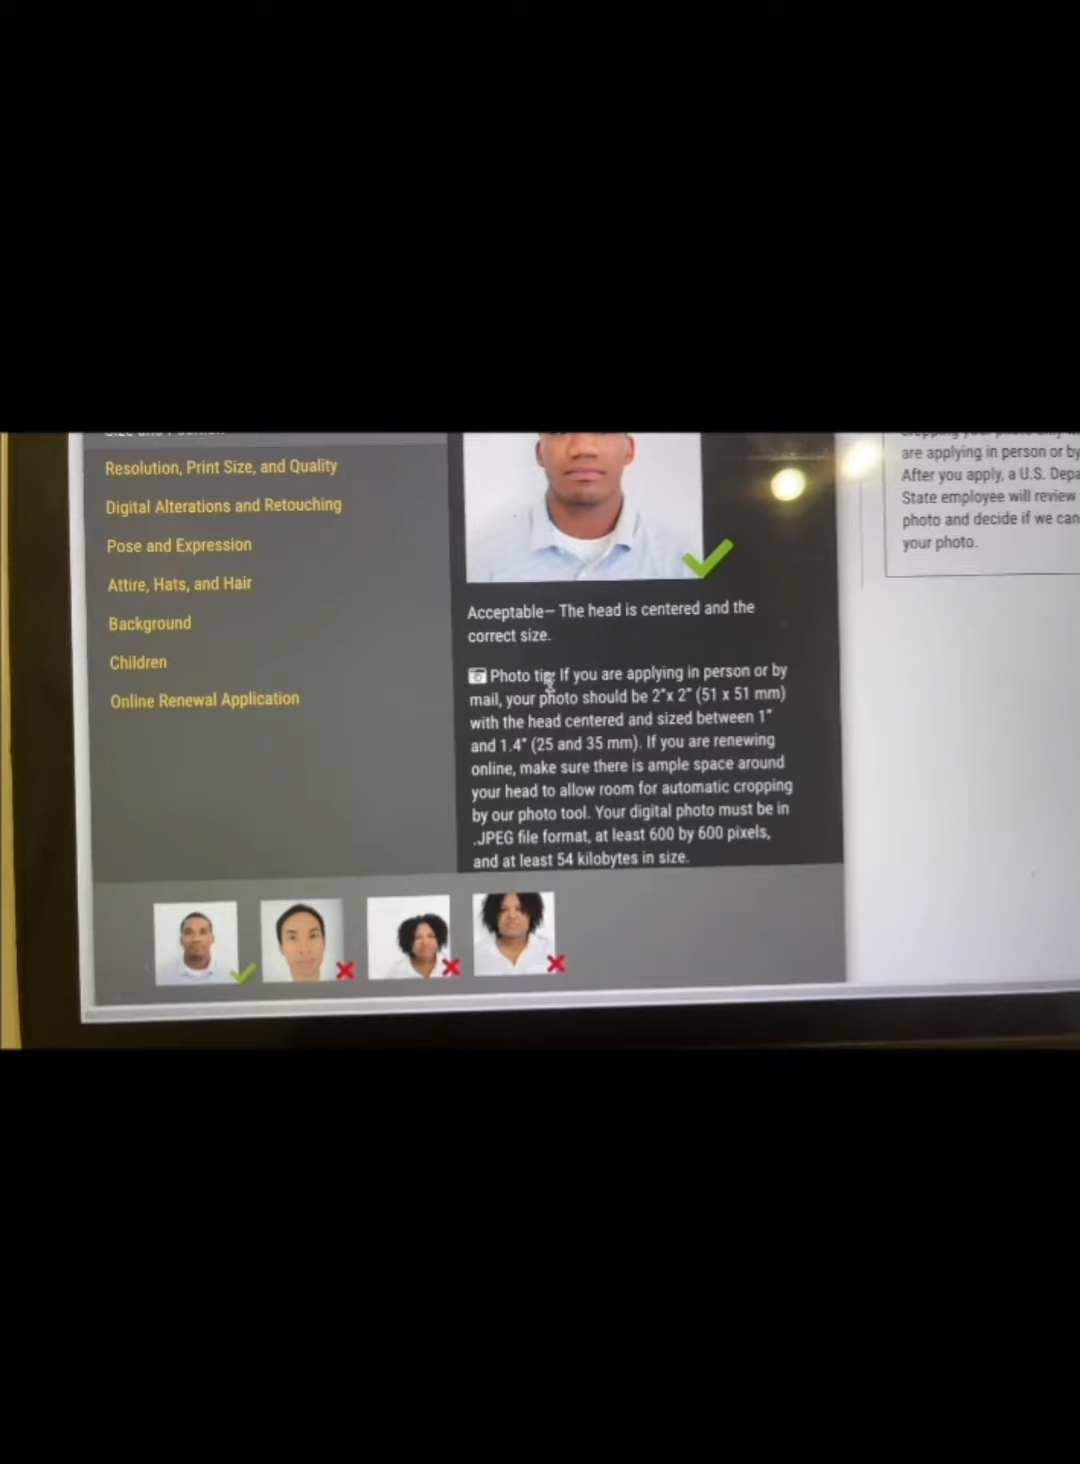 Size and Position
Resolution, Print Size, and Quality
Digital Alterations and Retouching
Pose and Expression
Attire, Hats, and Hair
Background
Children
Online Renewal Application
Acceptable– The head is centered and the
correct size.
Photo tip: If you are applying in person or by
mail, your photo should be 2"x 2" (51 x 51 mm)
with the head centered and sized between 1"
and 1.4" (25 and 35 mm). If you are renewing
online, make sure there is ample space around
your head to allow room for automatic cropping
by our photo tool. Your digital photo must be in
.JPEG file format, at least 600 by 600 pixels,
and at least 54 kilobytes in size.
cropping your photo only
are applying in person or by
After you apply, a U.S. Depa
State employee will review
photo and decide if we can
your photo.